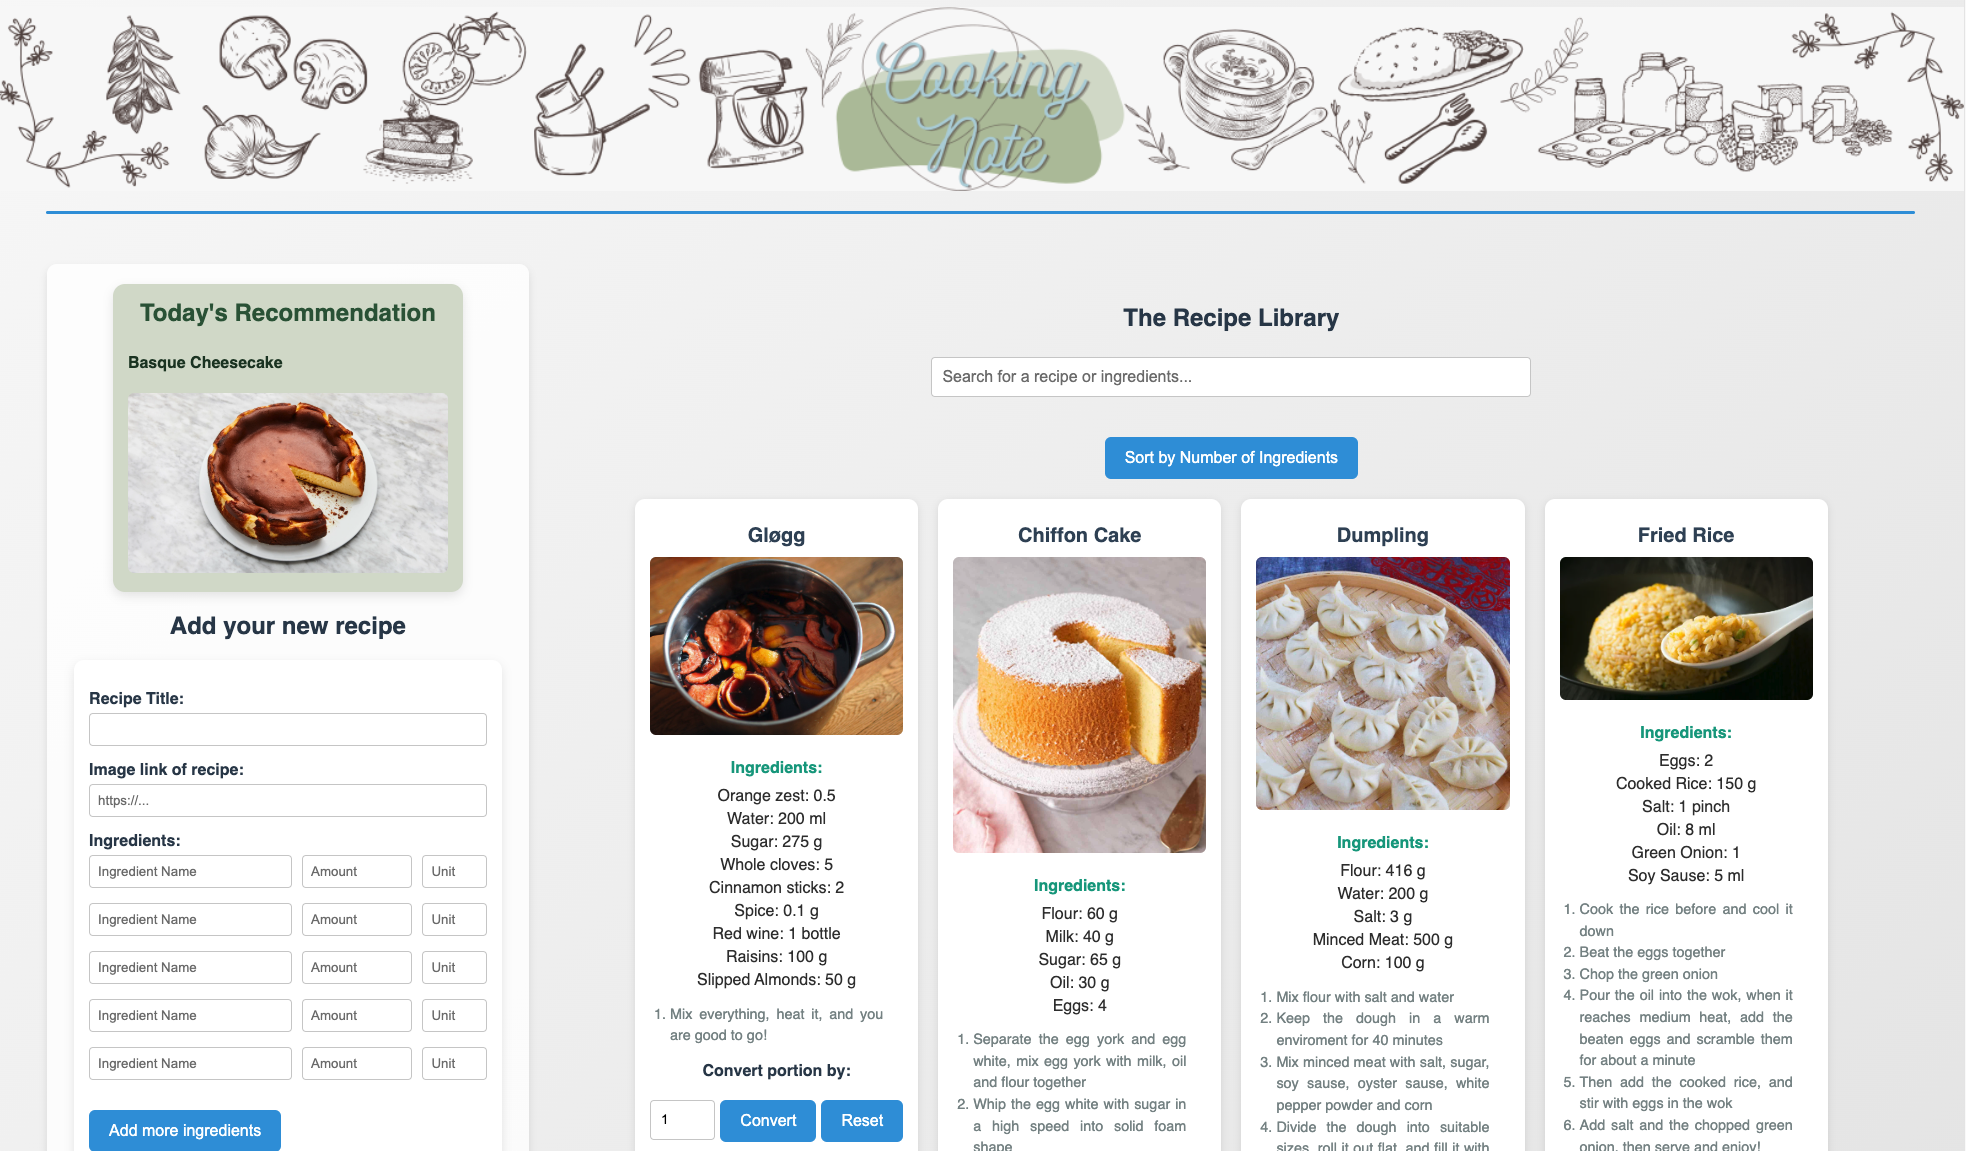 Cooking
Note
Today's Recommendation
Basque Cheesecake
Add your new recipe
Recipe Title:
Image link of recipe:
https://...
Ingredients:
Ingredient Name Amount Unit
Ingredient Name Amount Unit
Ingredient Name Amount Unit
Ingredient Name Amount Unit
Ingredient Name Amount Unit
Add more ingredients
The Recipe Library
Search for a recipe or ingredients...
Sort by Number of Ingredients
Gløgg
Ingredients:
Orange zest: 0.5
Water: 200 ml
Sugar: 275 g
Whole cloves: 5
Cinnamon sticks: 2
Spice: 0.1 g
Red wine: 1 bottle
Raisins: 100 g
Slipped Almonds: 50 g
1. Mix everything, heat it, and you
are good to go!
Convert portion by:
1 Convert Reset
Chiffon Cake
Ingredients:
Flour: 60 g
Milk: 40 g
Sugar: 65 g
Oil: 30 g
Eggs: 4
1. Separate the egg york and egg
white, mix egg york with milk, oil
and flour together
2. Whip the egg white with sugar in
a high speed into solid foam
shape
Dumpling
Ingredients:
Flour: 416 g
Water: 200 g
Salt: 3 g
Minced Meat: 500 g
Corn: 100 g
1. Mix flour with salt and water
2. Keep the dough in a warm
enviroment for 40 minutes
3. Mix minced meat with salt, sugar,
soy sause, oyster sause, white
pepper powder and corn
4. Divide the dough into suitable
sizes, roll it out flat, and fill it with
Fried Rice
Ingredients:
Eggs: 2
Cooked Rice: 150 g
Salt: 1 pinch
Oil: 8 ml
Green Onion: 1
Soy Sause: 5 ml
1. Cook the rice before and cool it
down
2. Beat the eggs together
3. Chop the green onion
4. Pour the oil into the wok, when it
reaches medium heat, add the
beaten eggs and scramble them
for about a minute
5. Then add the cooked rice, and
stir with eggs in the wok
6. Add salt and the chopped green
onion, then serve and enjoy!